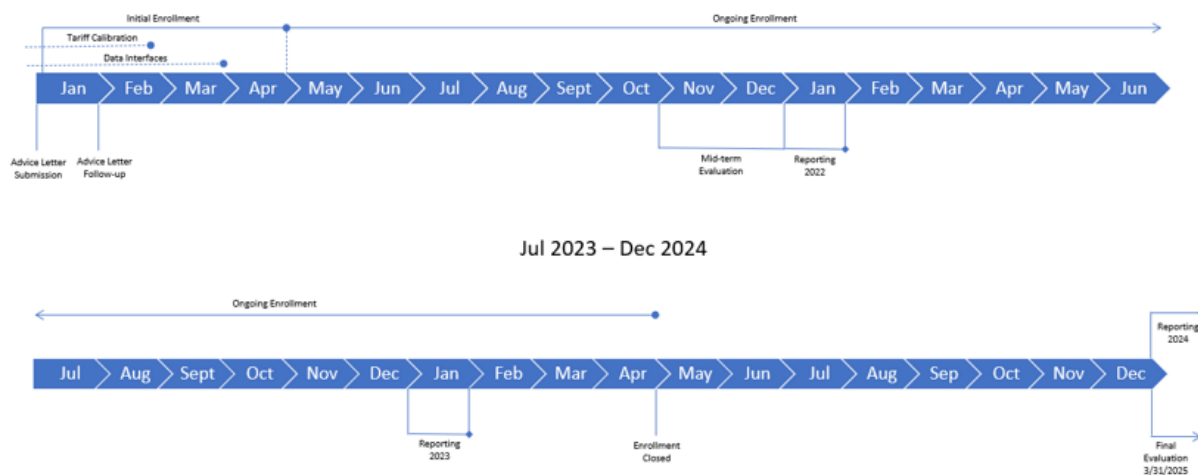 Initial Enrollment
Ongoing Enrollment
Tariff Calibration
Data Interfaces
Jan Feb Mar Apr May Jun Jul Aug Sept Oct Nov Dec Jan Feb Mar Apr May Jun
Advice Letter
Submission
Advice Letter
Follow-up
Mid-term
Evaluation
Reporting
2022
Jul 2023 – Dec 2024
Ongoing Enrollment
Reporting
2024
Jul Aug Sept Oct Nov Dec Jan Feb Mar Apr May Jun Jul Aug Sep Oct Nov Dec
Reporting
2023
Enrollment
Closed
Final
Evaluation
3/31/2025